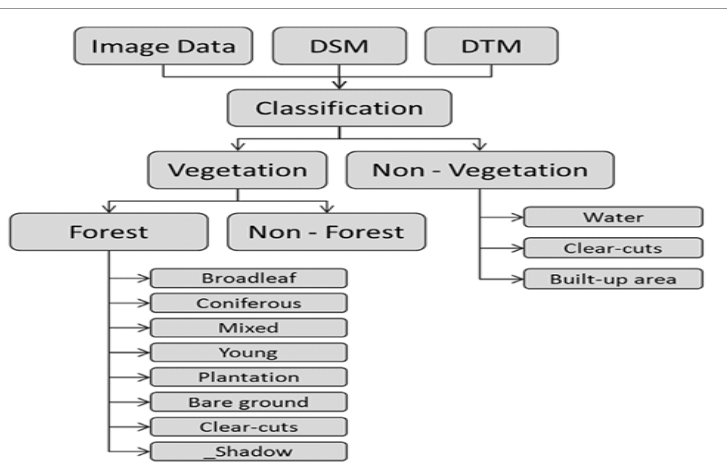 Image Data
DSM
DTM
Classification
Vegetation
Non - Vegetation
Forest
Non - Forest
Water
Clear-cuts
Built-up area
Broadleaf
Coniferous
Mixed
Young
Plantation
Bare ground
Clear-cuts
_Shadow